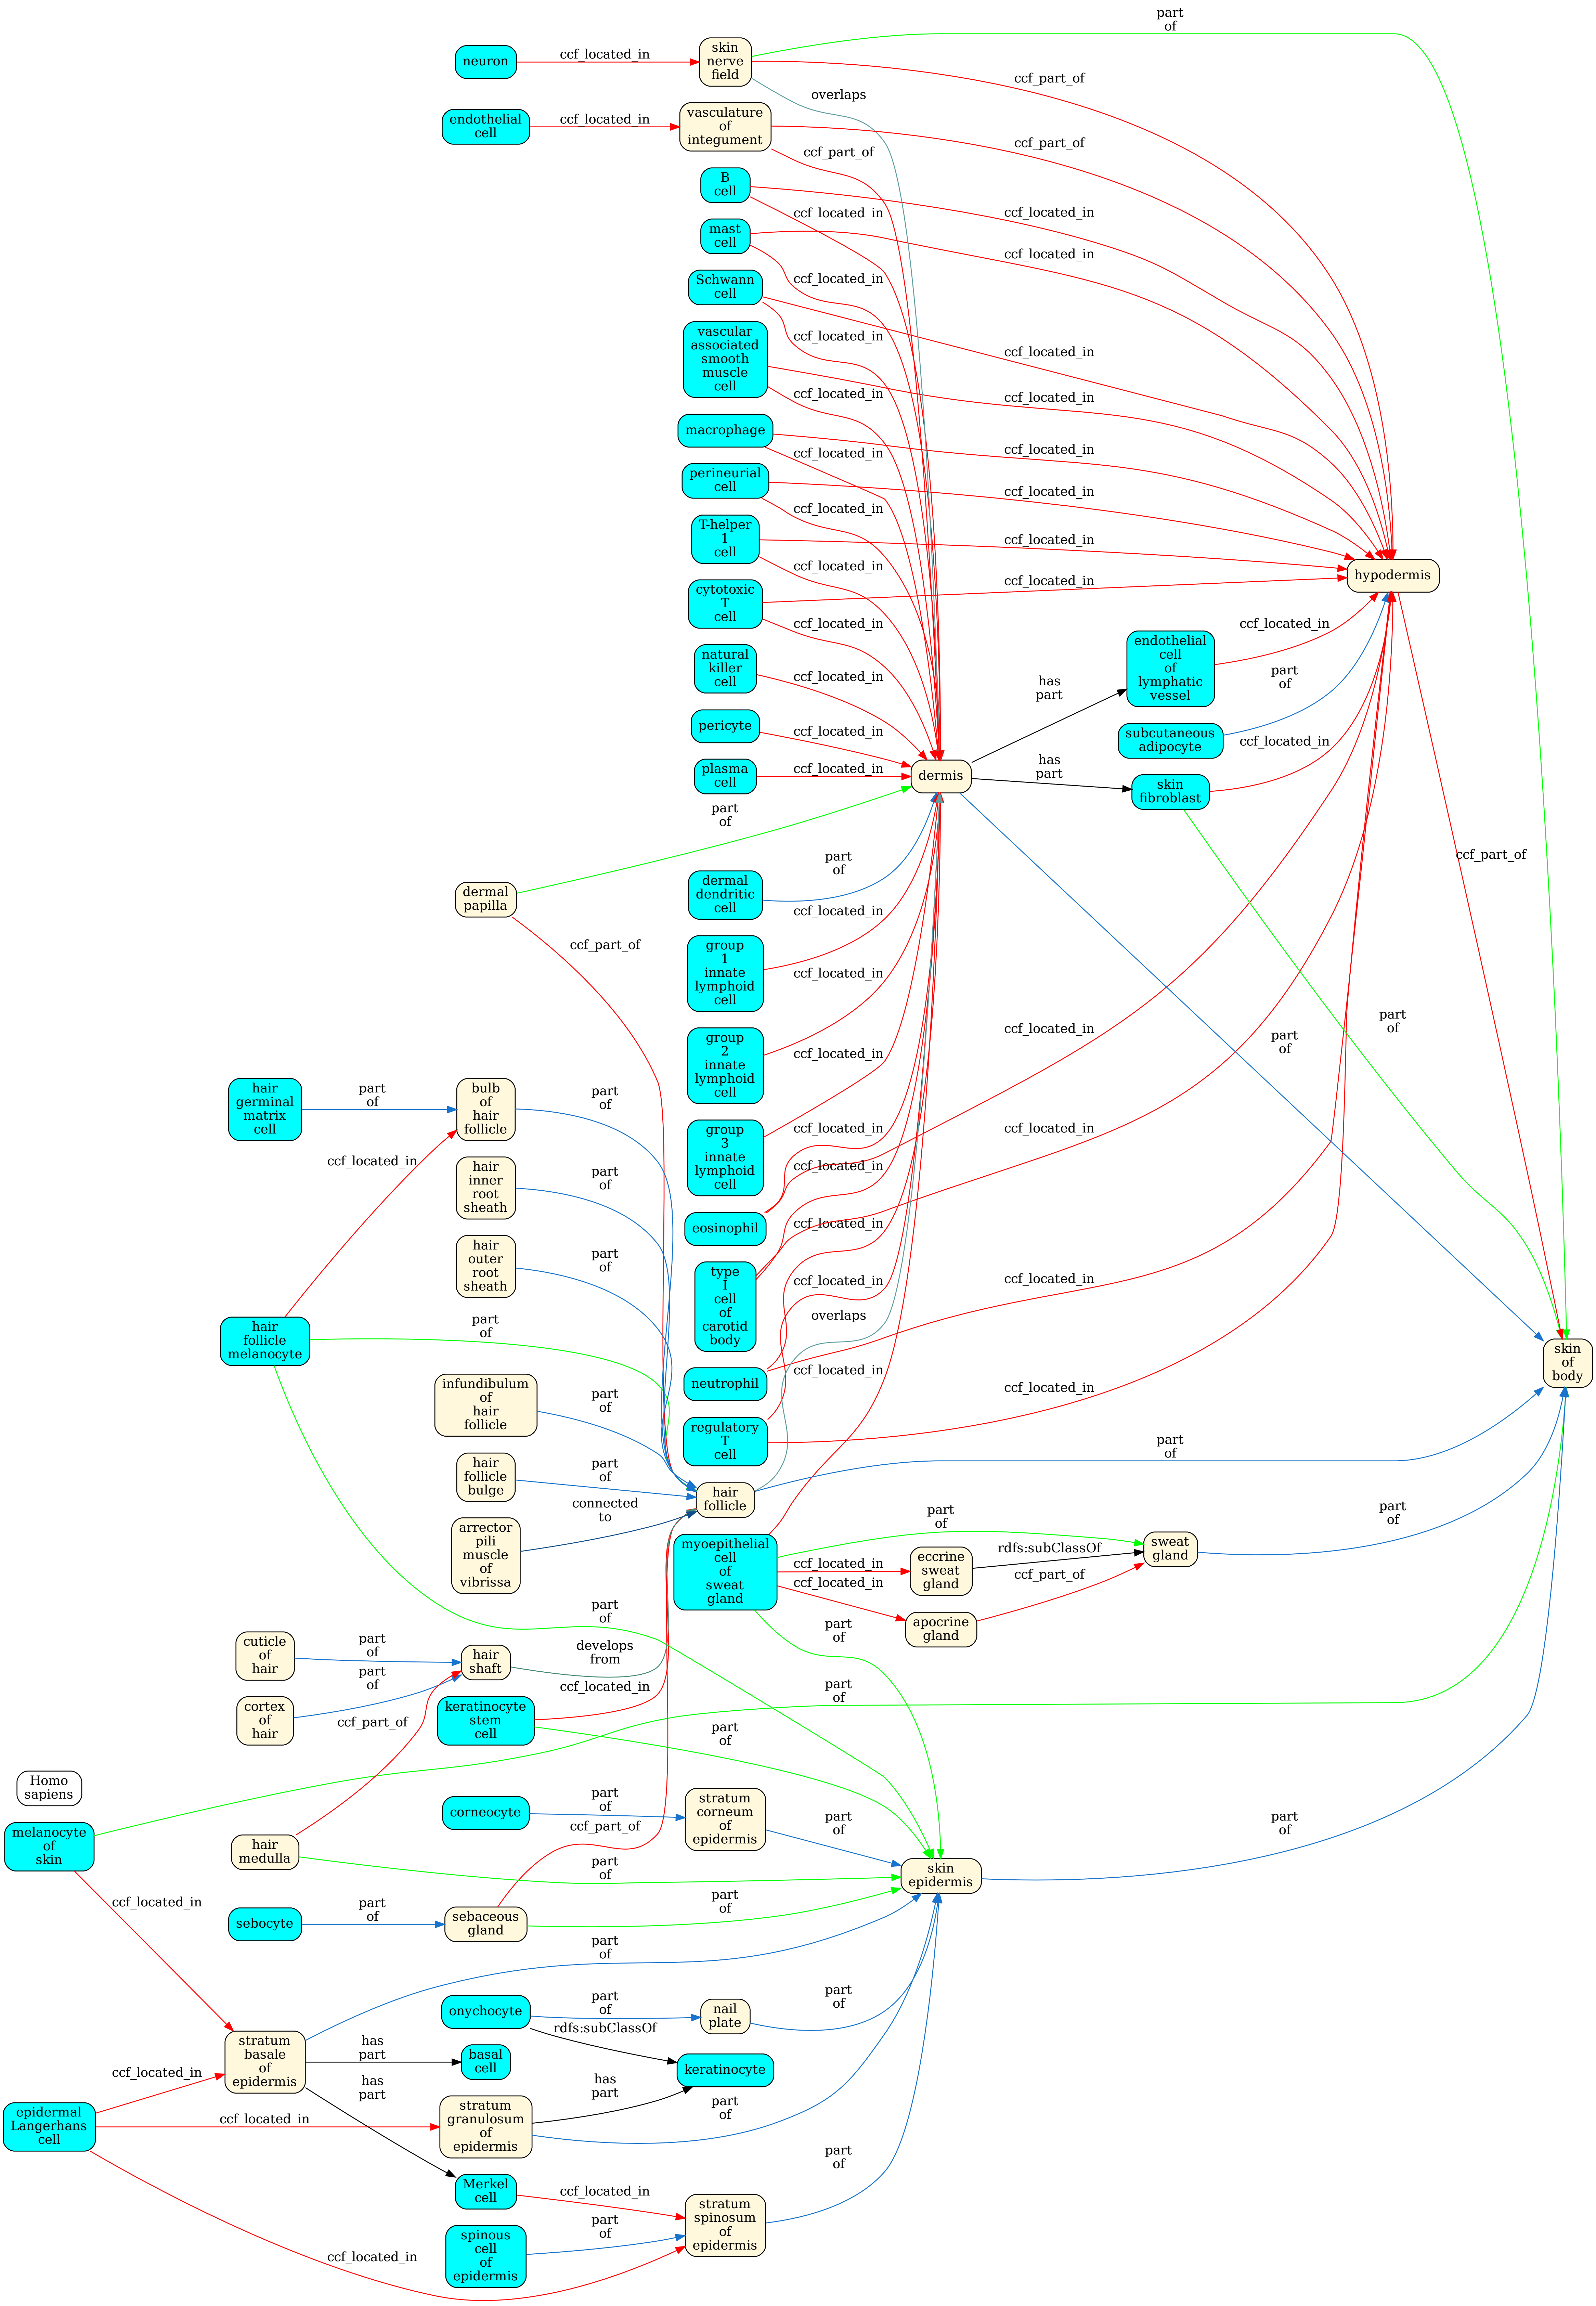 part
of
neuron
ccf_located_in
skin
nerve
field
ccf_part_of
overlaps
endothelial
cell
ccf_located_in
vasculature
of
integument
ccf_part_of
ccf_part_of
B
cell
ccf_located_in
ccf_located_in
mast
cell
ccf_located_in
ccf_located_in
Schwann
cell
ccf_located_in
ccf_located_in
vascular
associated
smooth
muscle
cell
ccf_located_in
ccf_located_in
macrophage
ccf_located_in
ccf_located_in
perineurial
cell
ccf_located_in
ccf_located_in
T-helper
1
cell
ccf_located_in
ccf_located_in
hypodermis
cytotoxic
T
cell
ccf_located_in
ccf_located_in
natural
killer
cell
ccf_located_in
endothelial
cell
of
lymphatic
vessel
ccf_located_in
has
part
part
of
pericyte
ccf_located_in
subcutaneous
adipocyte
ccf_located_in
plasma
cell
ccf_located_in
dermis
has
part
skin
fibroblast
part
of
ccf_part_of
dermal
papilla
dermal
dendritic
cell
part
of
ccf_located_in
ccf_part_of
group
1
innate
lymphoid
cell
ccf_located_in
group
2
innate
lymphoid
cell
ccf_located_in
ccf_located_in
part
of
part
of
hair
germinal
matrix
cell
part
of
bulb
of
hair
follicle
part
of
group
3
innate
lymphoid
cell
ccf_located_in
ccf_located_in
ccf_located_in
ccf_located_in
hair
inner
root
sheath
part
of
eosinophil
ccf_located_in
hair
outer
root
sheath
part
of
type
I
cell
of
carotid
body
ccf_located_in
ccf_located_in
hair
follicle
melanocyte
part
of
overlaps
skin
of
body
infundibulum
of
hair
follicle
part
of
neutrophil
ccf_located_in
ccf_located_in
regulatory
T
cell
part
of
hair
follicle
bulge
part
of
hair
follicle
connected
to
arrector
pili
muscle
of
vibrissa
myoepithelial
cell
of
sweat
gland
part
of
ccf_located_in
ccf_located_in
eccrine
sweat
gland
rdfs:subClassOf
ccf_part_of
sweat
gland
part
of
apocrine
gland
part
of
part
of
cuticle
of
hair
part
of
hair
shaft
develops
from
part
of
cortex
of
hair
part
of
ccf_part_of
keratinocyte
stem
cell
ccf_located_in
part
of
Homo
sapiens
melanocyte
of
skin
corneocyte
part
of
stratum
corneum
of
epidermis
part
of
part
of
hair
medulla
ccf_part_of
part
of
skin
epidermis
ccf_located_in
sebocyte
part
of
sebaceous
gland
part
of
part
of
onychocyte
part
of
nail
plate
part
of
rdfs:subClassOf
stratum
basale
of
epidermis
has
part
basal
cell
keratinocyte
ccf_located_in
has
part
has
part
epidermal
Langerhans
cell
ccf_located_in
stratum
granulosum
of
epidermis
part
of
Merkel
cell
ccf_located_in
part
of
stratum
spinosum
of
epidermis
spinous
cell
of
epidermis
part
of
ccf_located_in